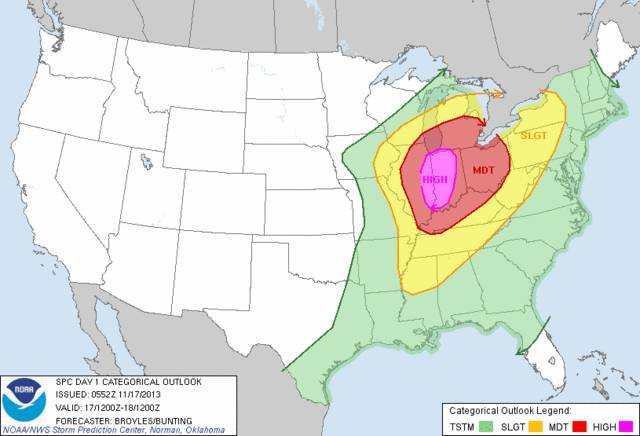 SLGT
MDT
HIGH
NOAA
SPC DAY 1 CATEGORICAL OUTLOOK
ISSUED: 0552Z 11/17/2013
VALID: 17/1200Z-18/1200Z
FORECASTER: BROYLES/BUNTING
NOAA/NWS Storm Prediction Center, Norman, Oklahoma
Categorical Outlook Legend:
TSTM SLGT MDT HIGH